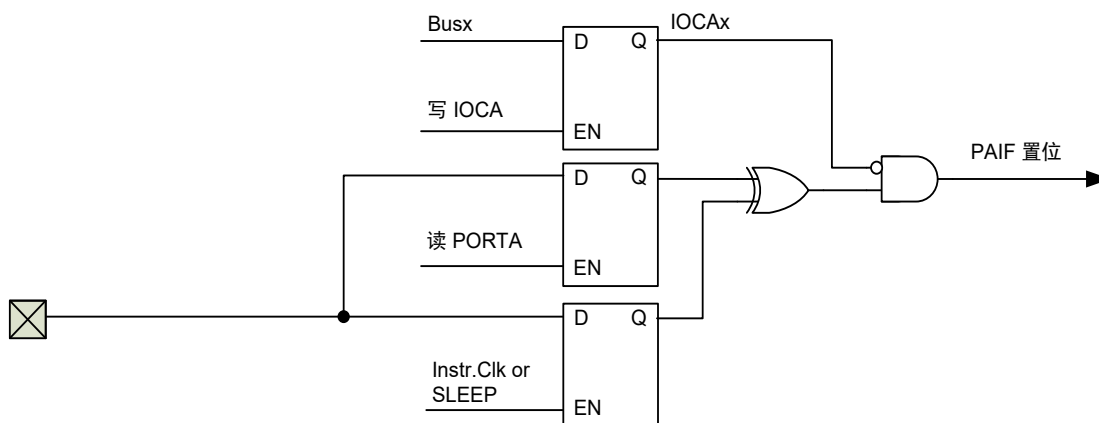 Busx
IOCAx
D Q
写 IOCA
EN
PAIF 置位
D Q
读 PORTA
EN
D Q
Instr.Clk or
SLEEP
EN